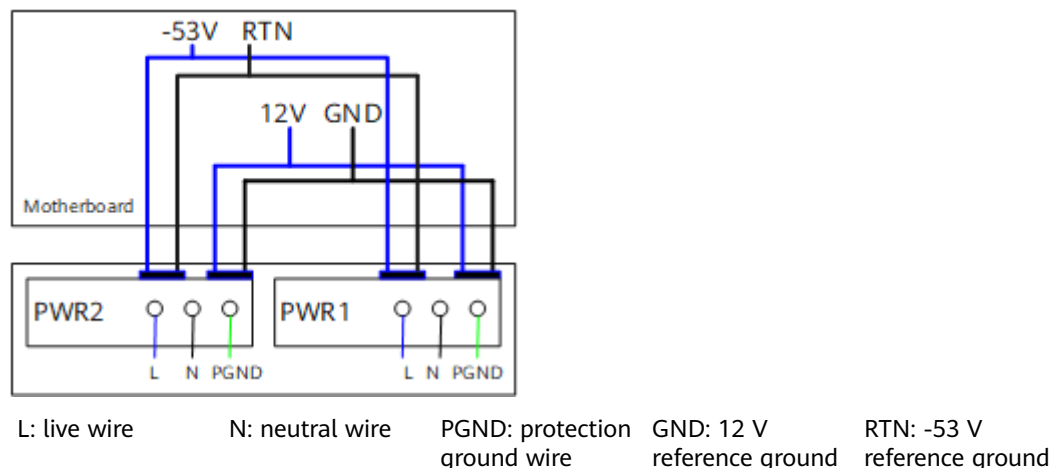 -53V RTN
12V GND
Motherboard
PWR2 PWR1
L N PGND L N PGND
L: live wire N: neutral wire PGND: protection GND: 12 V RTN: -53 V
ground wire reference ground reference ground